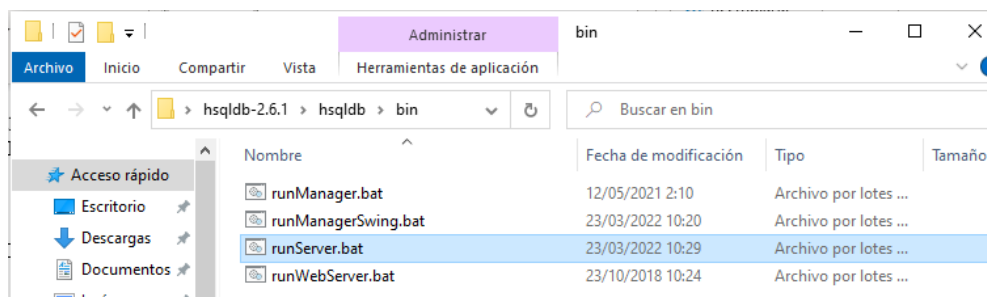 Administrar
bin
Archivo
Inicio
Compartir
Vista
Herramientas de aplicación
hsqldb-2.6.1 > hsqldb > bin
Buscar en bin
Nombre
Fecha de modificación
Tipo
Tamaño
Acceso rápido
Escritorio
Descargas
Documentos
runManager.bat 12/05/2021 2:10 Archivo por lotes ...
runManagerSwing.bat 23/03/2022 10:20 Archivo por lotes ...
runServer.bat 23/03/2022 10:29 Archivo por lotes ...
runWebServer.bat 23/10/2018 10:24 Archivo por lotes ...